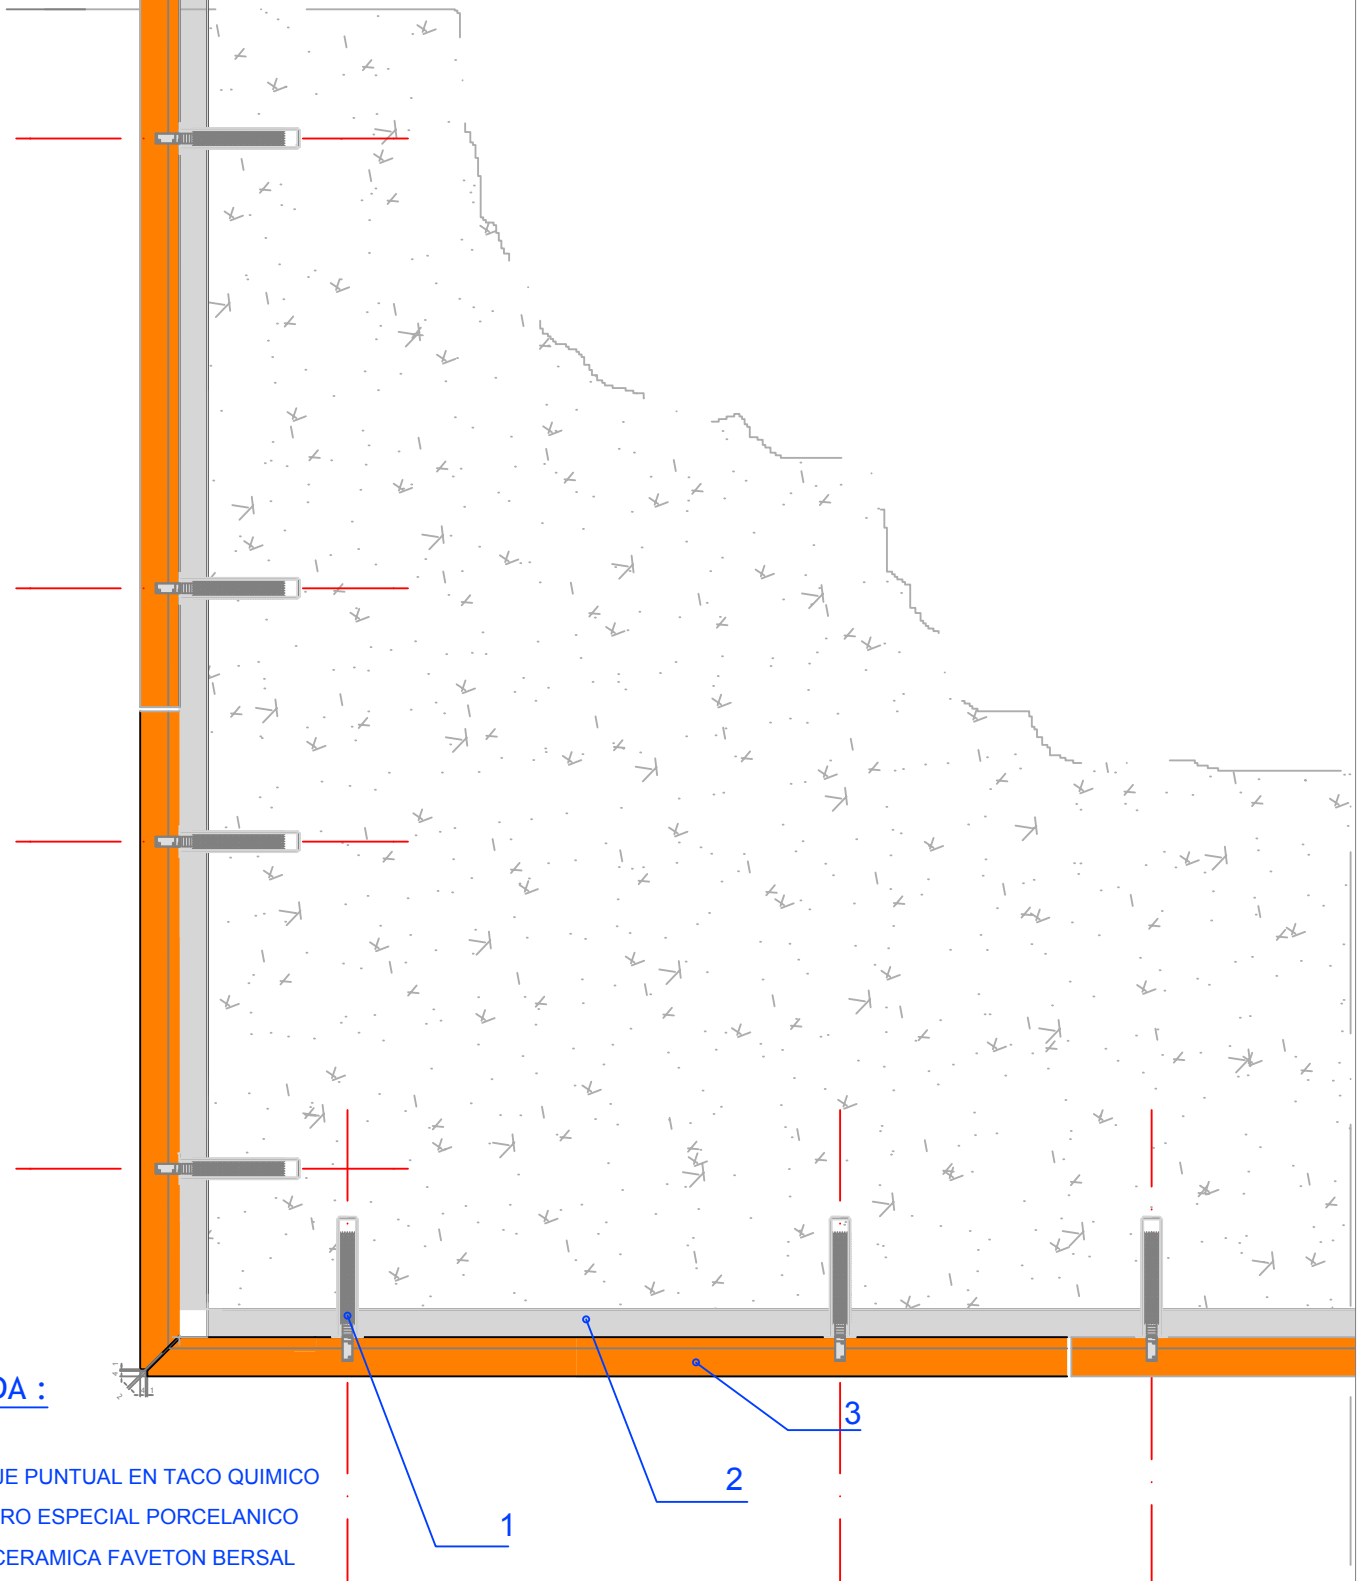 DA :
JE PUNTUAL EN TACO QUIMICO
RO ESPECIAL PORCELANICO
CERAMICA FAVETON BERSAL
1
2
3